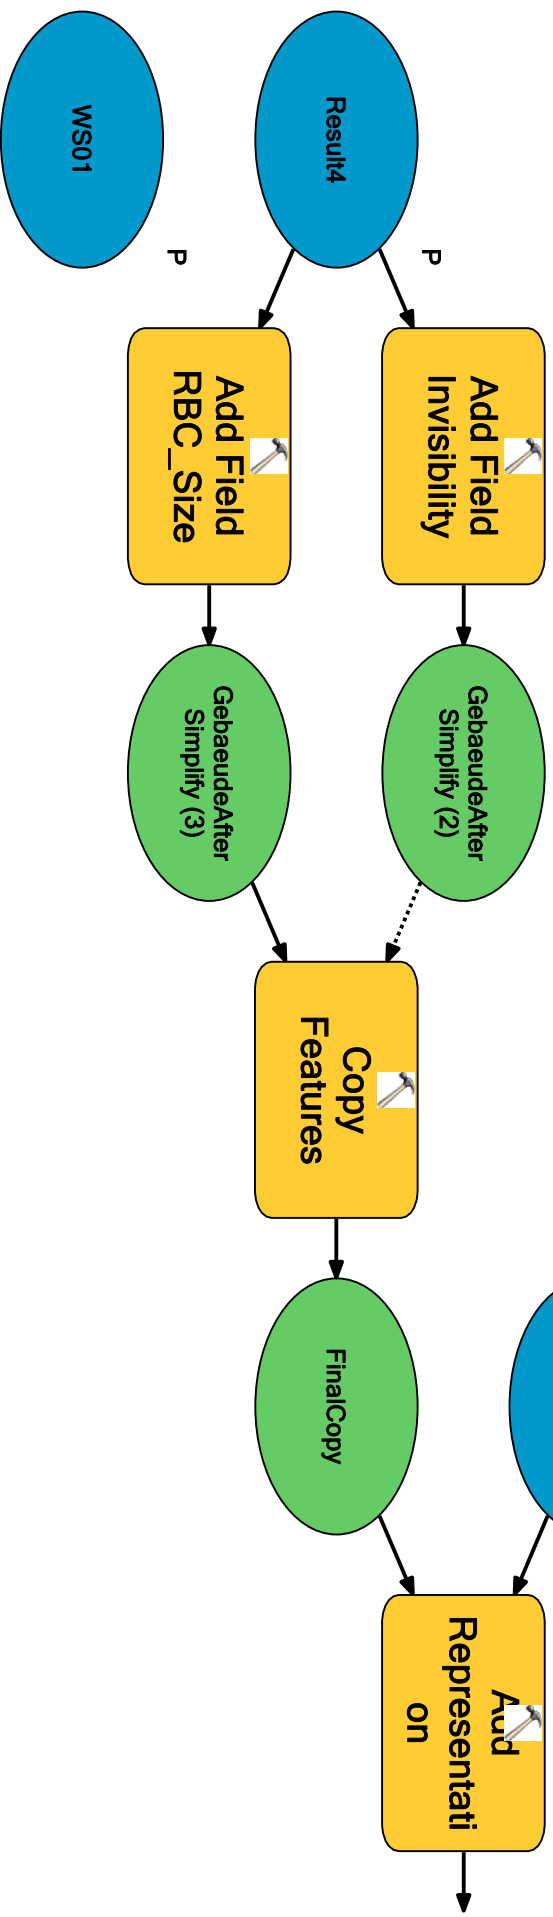 P
Result4
WS01
P
Add Field
Invisibility
Add Field
RBC_Size
GebaeudeAfter
Simplify (2)
GebaeudeAfter
Simplify (3)
Copy
Features
FinalCopy
Add
Representati
on